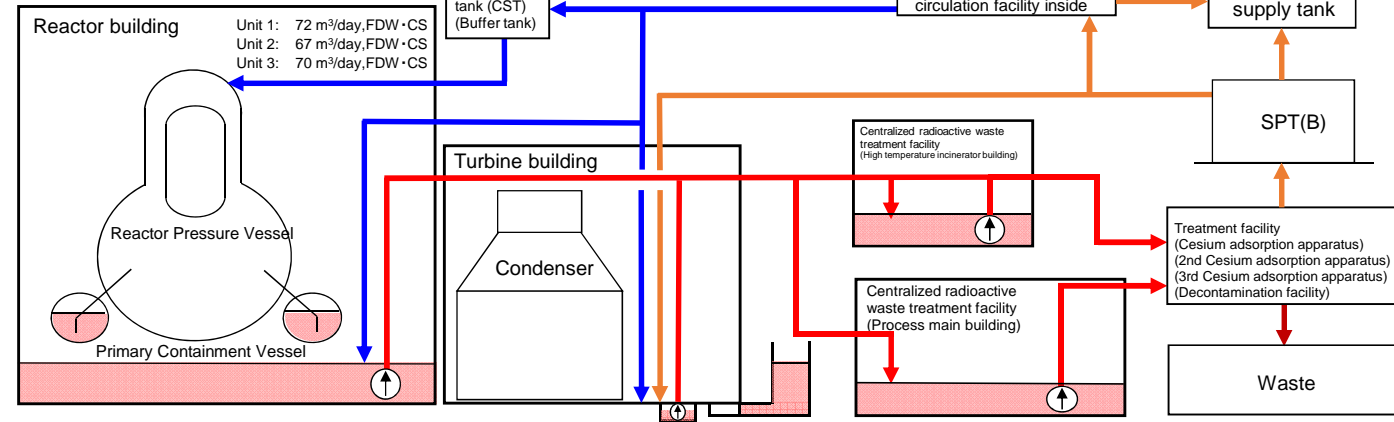 Reactor building
Unit 1: 72 m³/day,FDW・CS
Unit 2: 67 m³/day,FDW・CS
Unit 3: 70 m³/day,FDW・CS
tank (CST)
(Buffer tank)
circulation facility inside
supply tank
SPT(B)
Centralized radioactive waste
treatment facility
(High temperature incinerator building)
Turbine building
Reactor Pressure Vessel
Condenser
Primary Containment Vessel
Centralized radioactive
waste treatment facility
(Process main building)
Treatment facility
(Cesium adsorption apparatus)
(2nd Cesium adsorption apparatus)
(3rd Cesium adsorption apparatus)
(Decontamination facility)
Waste